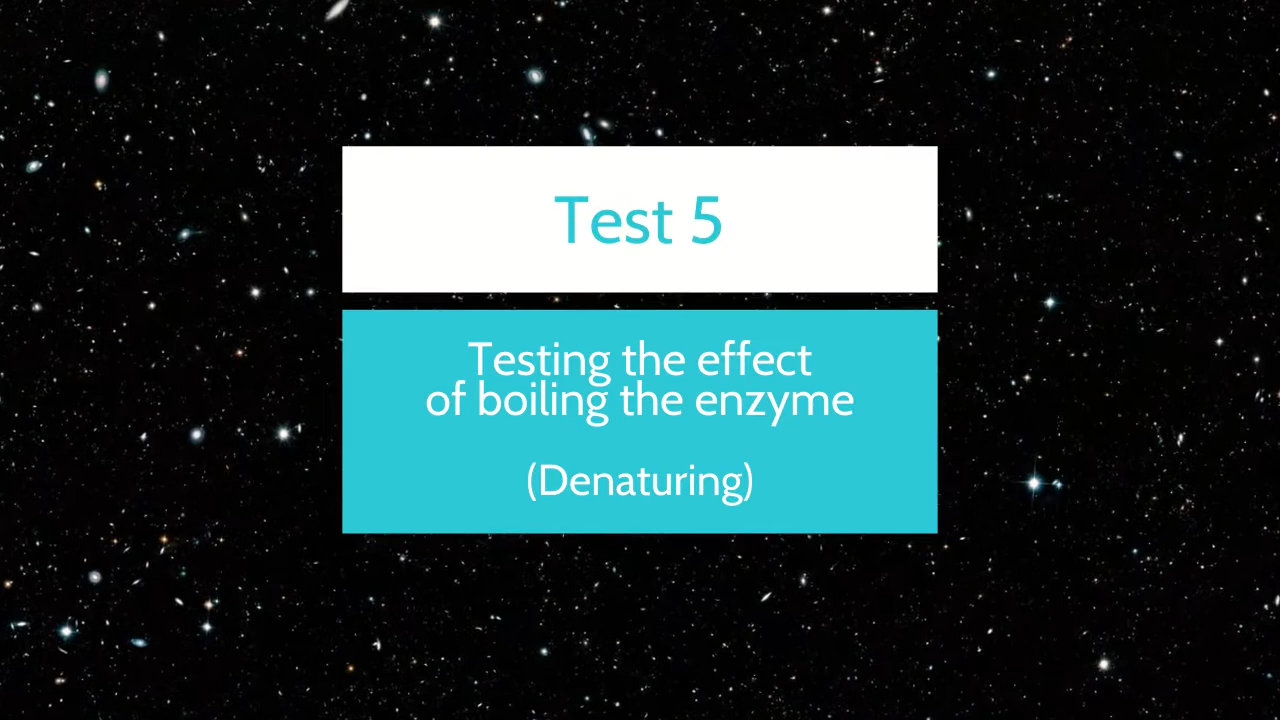 Test 5
Testing the effect
of boiling the enzyme
(Denaturing)